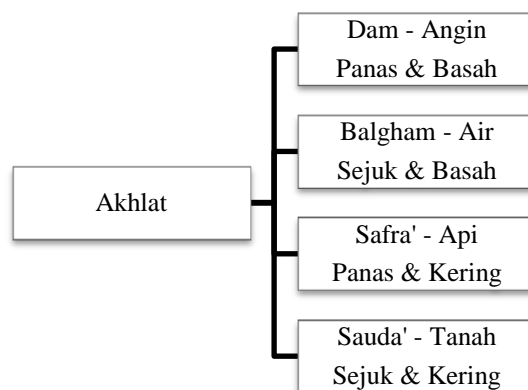 Akhlat
Dam - Angin
Panas & Basah
Balgham - Air
Sejuk & Basah
Safra' - Api
Panas & Kering
Sauda' - Tanah
Sejuk & Kering